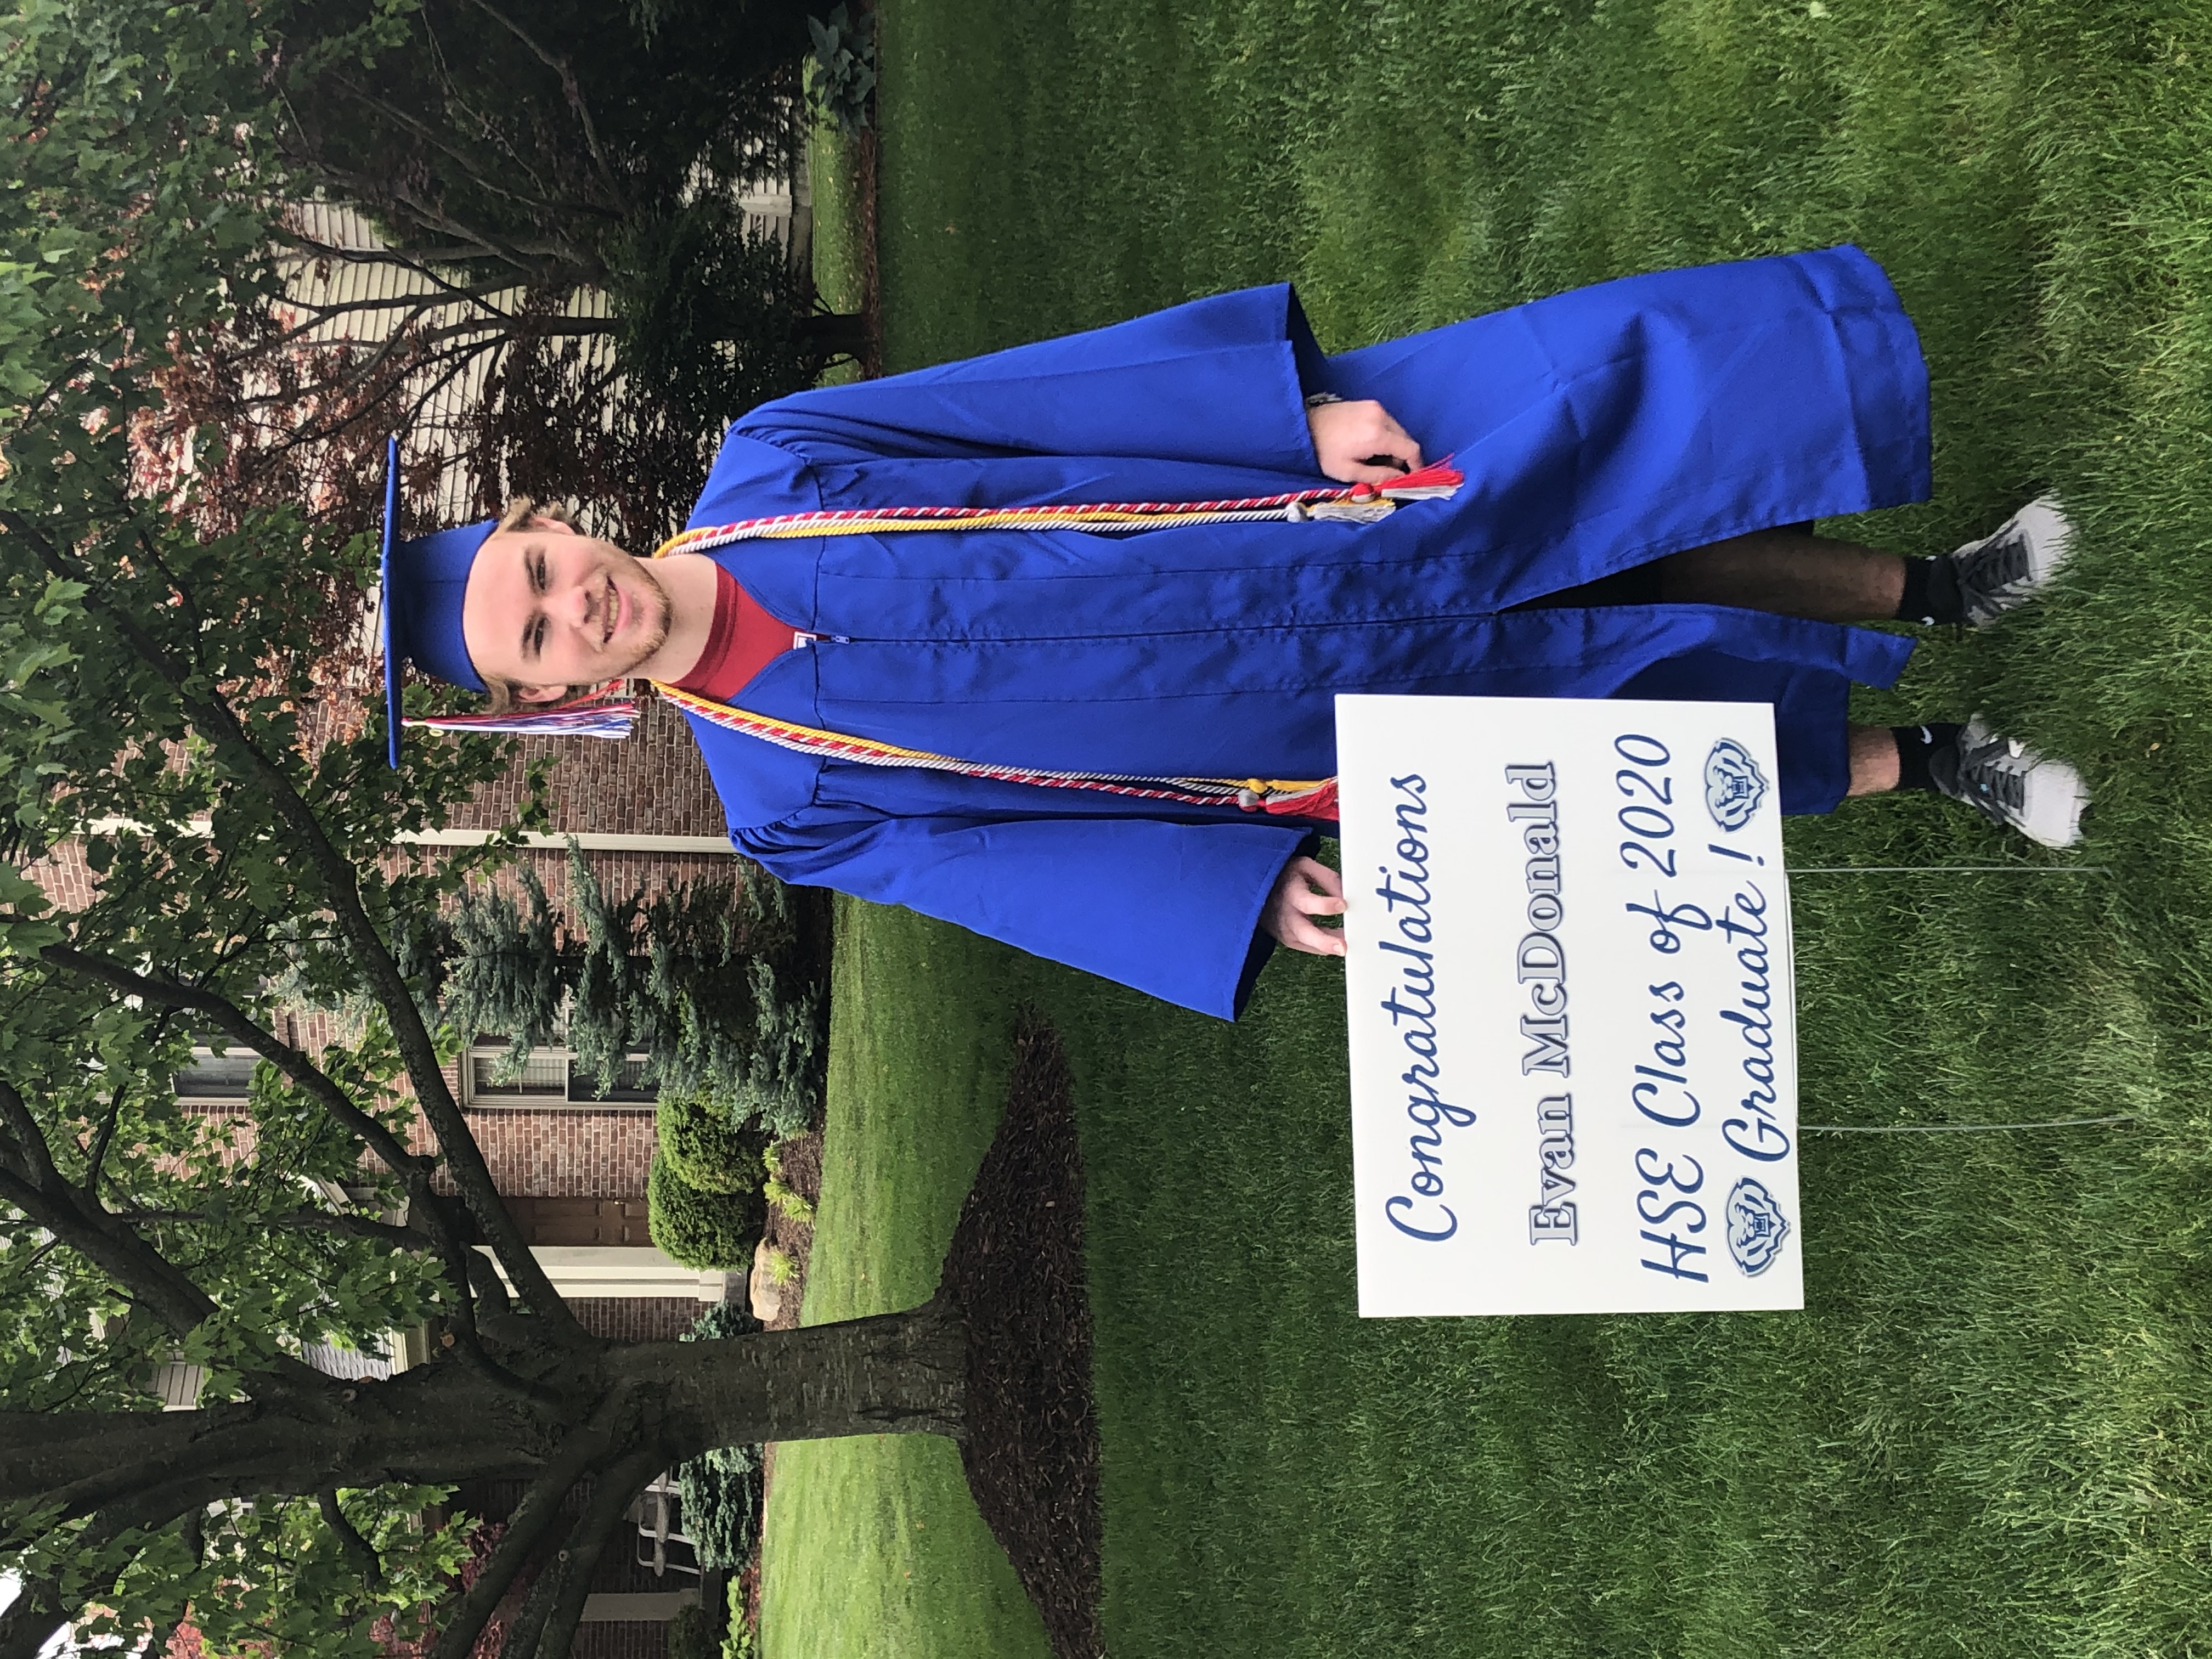 Congratulations
Evan McDonald
HSE Class of 2020
Graduate !